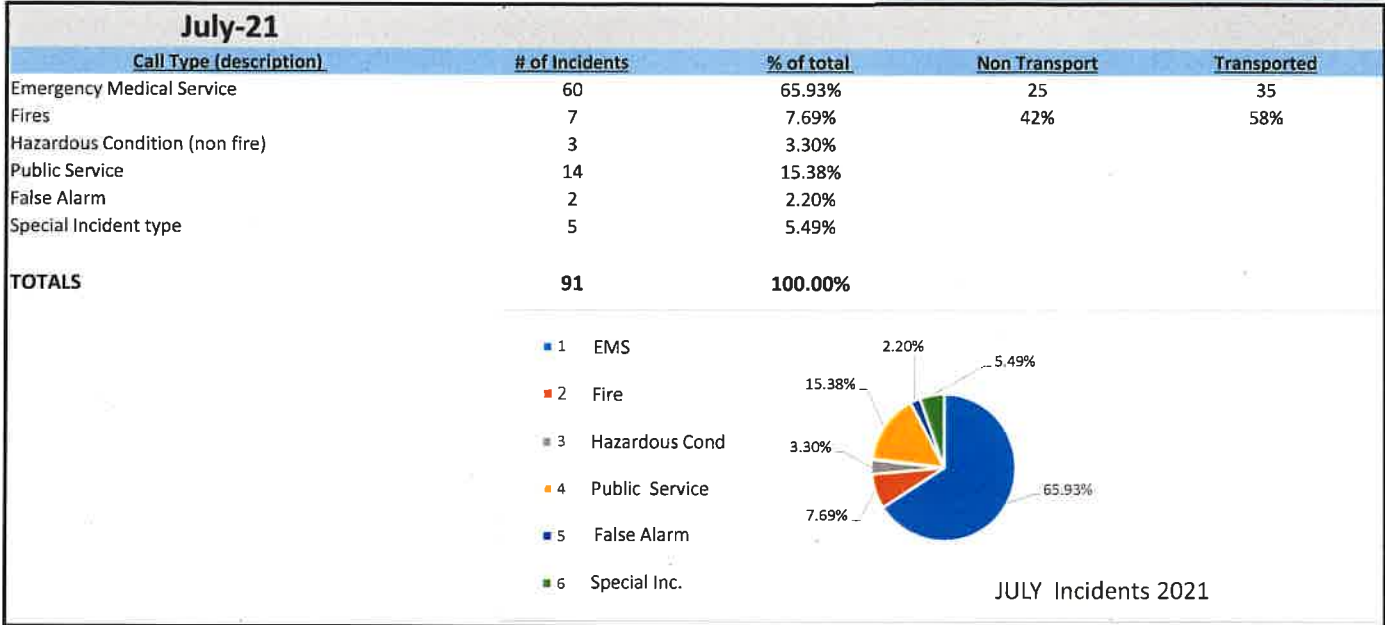 July-21
Call Type (description) # of Incidents % of total Non Transport Transported
Emergency Medical Service 60 65.93% 25 35
Fires 7 7.69% 42% 58%
Hazardous Condition (non fire) 3 3.30%
Public Service 14 15.38%
False Alarm 2 2.20%
Special Incident type 5 5.49%
TOTALS 91 100.00%
1 EMS
2 Fire
3 Hazardous Cond
4 Public Service
5 False Alarm
6 Special Inc.
2.20%
5.49%
15.38%
3.30%
65.93%
7.69%
JULY Incidents 2021